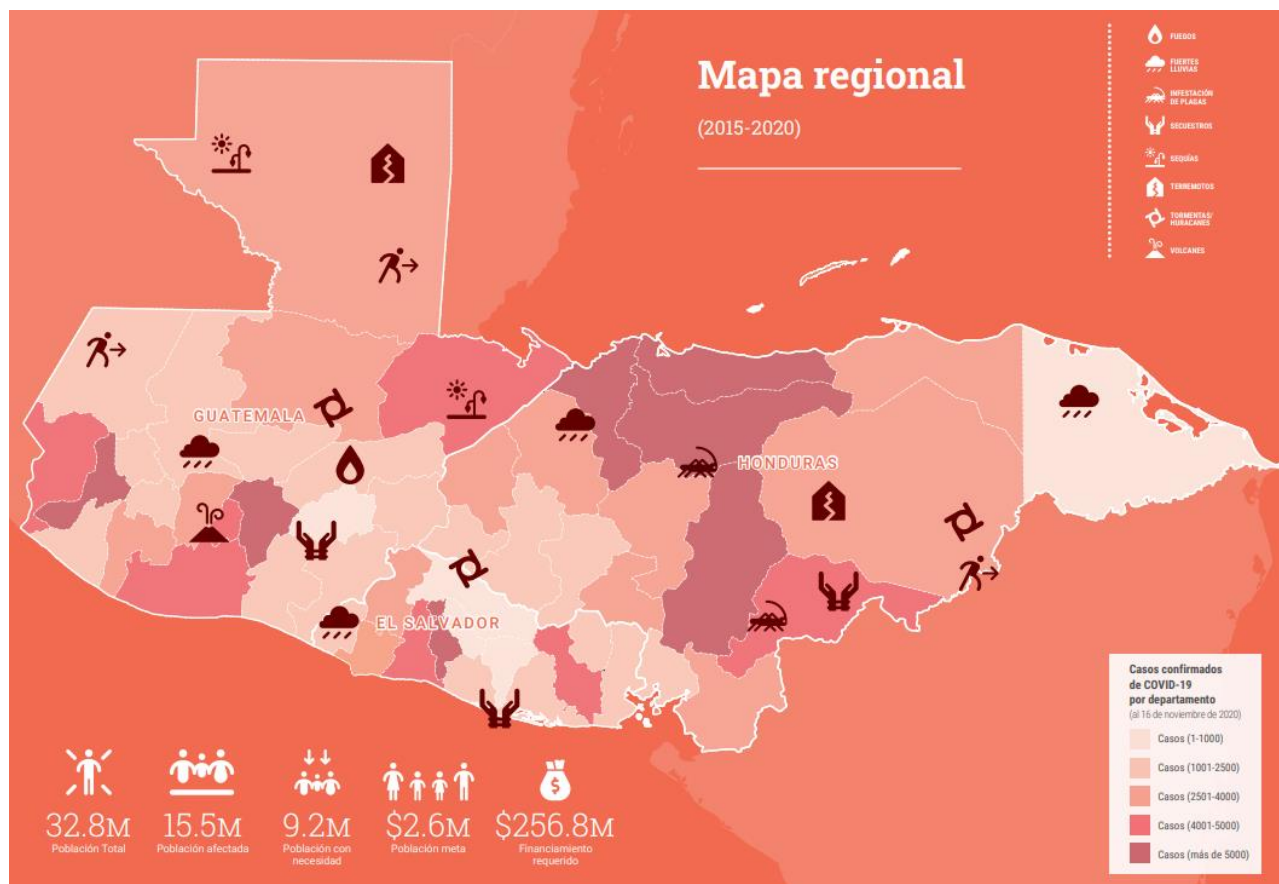 Mapa regional
(2015-2020)
FUEGOS
FUERTES
LLUVIAS
INFESTACIÓN
DE PLAGAS
SECUESTROS
SEQUÍAS
TERREMOTOS
TORMENTAS/
HURACANES
VOLCANES
GUATEMALA
HONDURAS
EL SALVADOR
Casos confirmados
de COVID-19
por departamento
(al 16 de noviembre de 2020)
Casos (1-1000)
Casos (1001-2500)
Casos (2501-4000)
Casos (4001-5000)
Casos (más de 5000)
32.8M
Población Total
15.5M
Población afectada
9.2M
Población con
necesidad
$2.6M
Población meta
$256.8M
Financiamiento
requerido